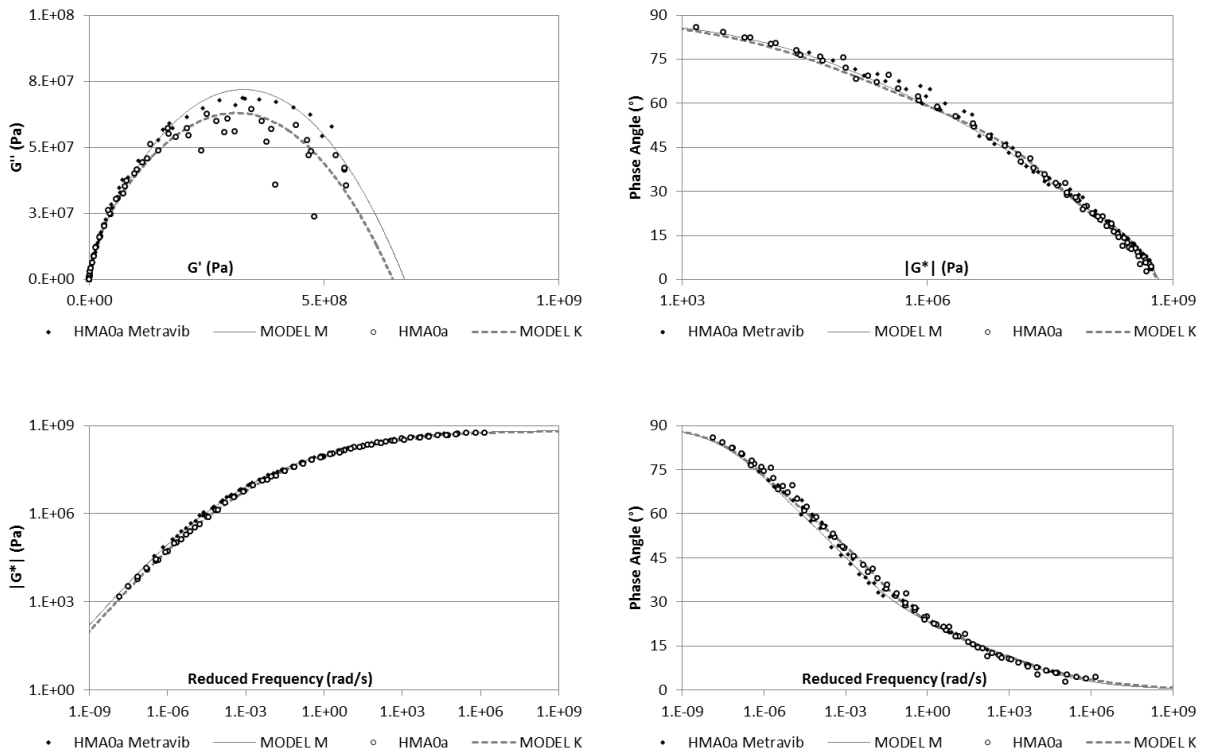 1.E+08
8.E+07
5.E+07
3.E+07
0.E+00
G'' (Pa)
G' (Pa)
0.E+00 5.E+08 1.E+09
HMA0a Metravib MODEL M HMA0a MODEL K
90
75
60
45
30
15
0
Phase Angle (°)
|G*| (Pa)
1.E+03 1.E+06 1.E+09
HMA0a Metravib MODEL M HMA0a MODEL K
1.E+09
1.E+06
1.E+03
1.E+00
|G*| (Pa)
Reduced Frequency (rad/s)
1.E-09 1.E-06 1.E-03 1.E+00 1.E+03 1.E+06 1.E+09
HMA0a Metravib MODEL M HMA0a MODEL K
90
75
60
45
30
15
0
Phase Angle (°)
Reduced Frequency (rad/s)
1.E-09 1.E-06 1.E-03 1.E+00 1.E+03 1.E+06 1.E+09
HMA0a Metravib MODEL M HMA0a MODEL K